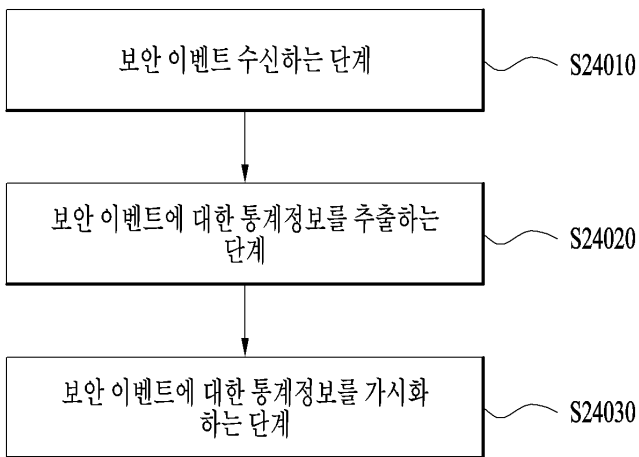 보안 이벤트 수신하는 단계
S24010
보안 이벤트에 대한 통계정보를 추출하는
단계
S24020
보안 이벤트에 대한 통계정보를 가시화
하는 단계
S24030